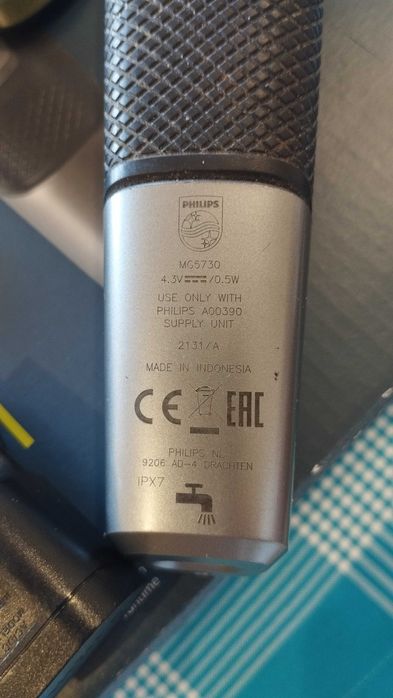 PHILIPS
MG5730
4.3V⎓/0.5W
USE ONLY WITH
PHILIPS A00390
SUPPLY UNIT
2131/A
MADE IN INDONESIA
CE EAC
PHILIPS NL
9206 AD-4 DRACHTEN
IPX7